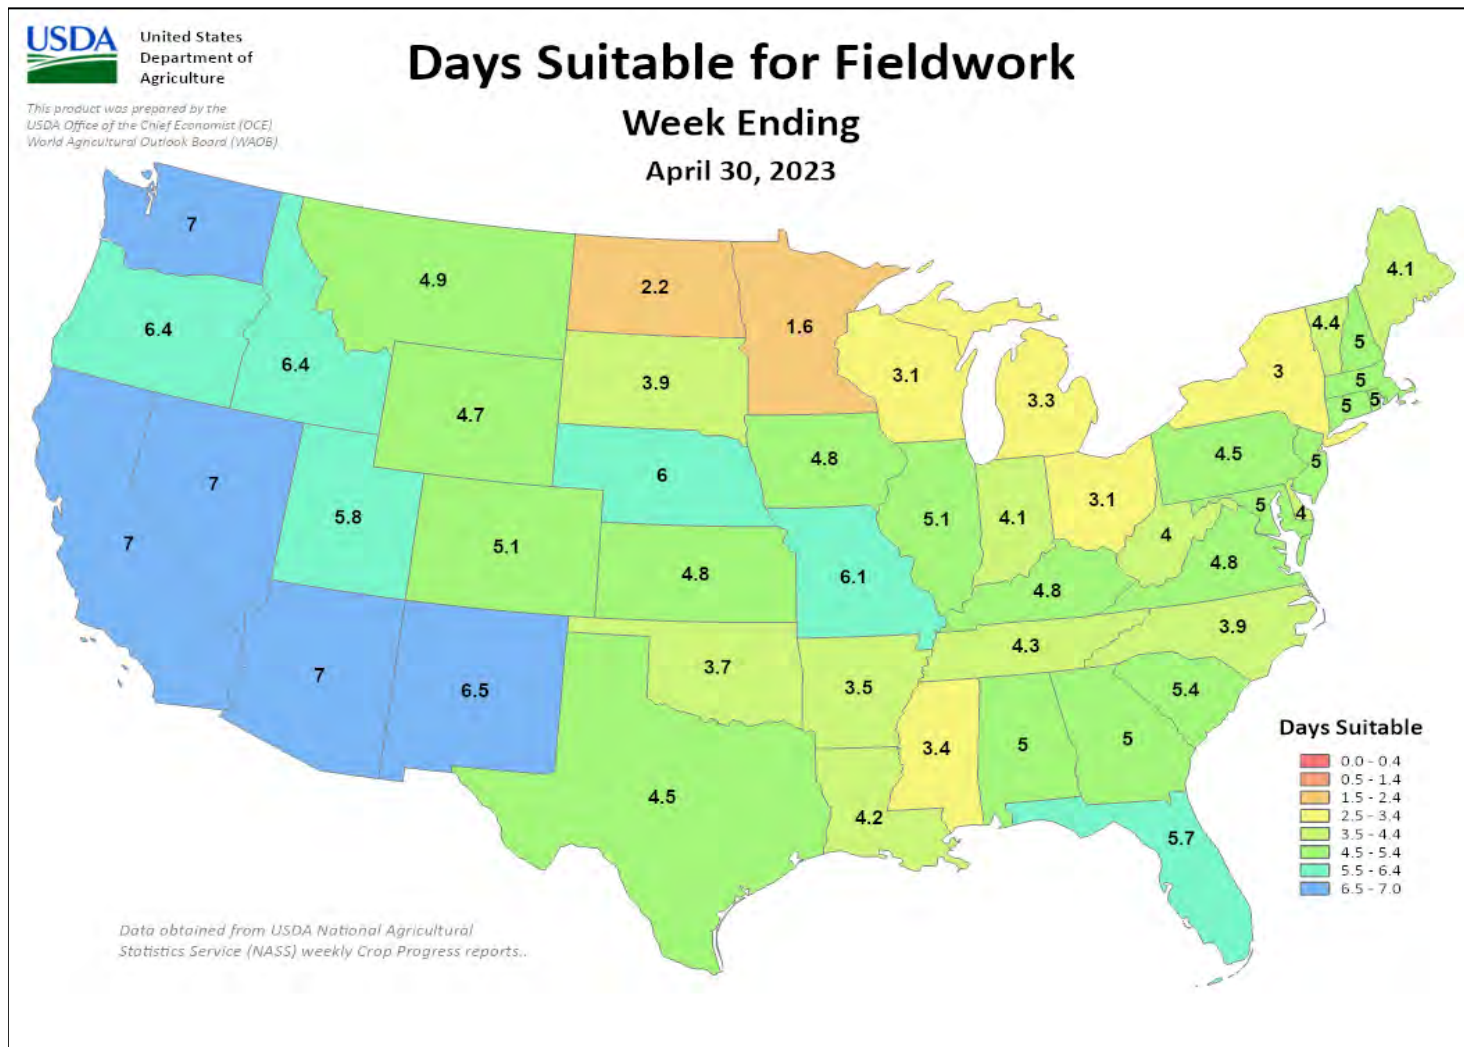 USDA
United States
Department of
Agriculture
This product was prepared by the
USDA Office of the Chief Economist (OCE)
World Agricultural Outlook Board (WAOB)
Days Suitable for Fieldwork
Week Ending
April 30, 2023
7
4.9
2.2
1.6
4.1
6.4
6.4
4.7
3.9
3.1
3.3
3
4.4
5
5
5
5
7
7
5.8
5.1
6
4.8
4.8
5.1
4.1
3.1
4.5
5
5
4
4
6.1
4.8
4.8
7
6.5
3.7
3.5
4.3
3.9
5.4
4.5
4.2
3.4
5
5
5.7
Days Suitable
0.0 - 0.4
0.5 - 1.4
1.5 - 2.4
2.5 - 3.4
3.5 - 4.4
4.5 - 5.4
5.5 - 6.4
6.5 - 7.0
Data obtained from USDA National Agricultural
Statistics Service (NASS) weekly Crop Progress reports..